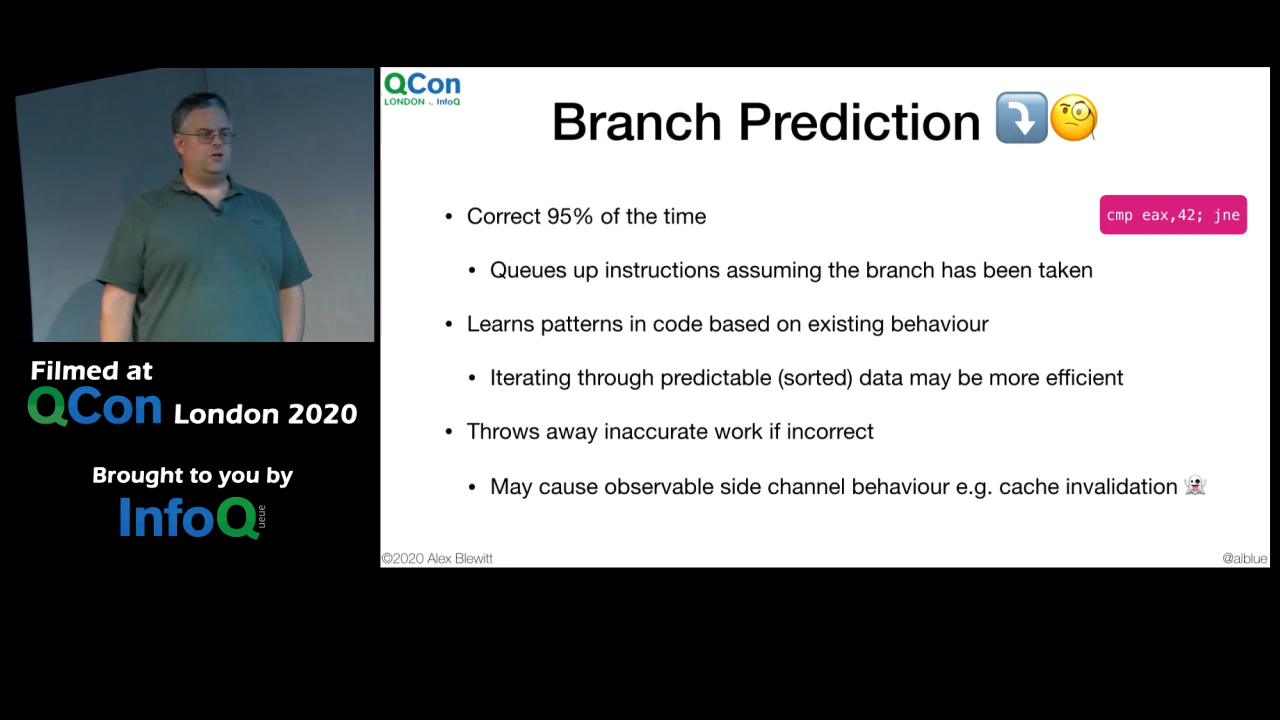 QCon
LONDON by InfoQ
Branch Prediction ⤵️🧐
• Correct 95% of the time
cmp eax,42; jne
• Queues up instructions assuming the branch has been taken
• Learns patterns in code based on existing behaviour
• Iterating through predictable (sorted) data may be more efficient
• Throws away inaccurate work if incorrect
• May cause observable side channel behaviour e.g. cache invalidation 👻
©2020 Alex Blewitt
@alblue
Filmed at
QCon London 2020
Brought to you by
InfoQueue